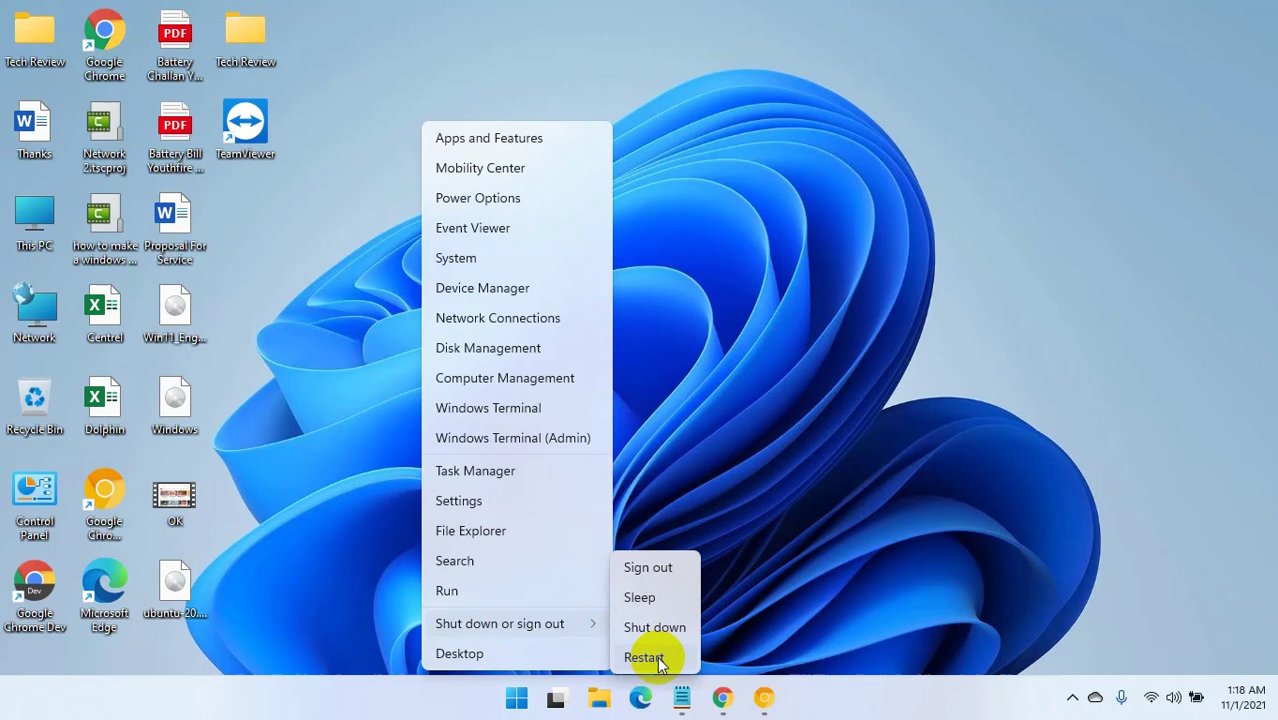 Tech Review
Google
Chrome
PDF
Battery
Challan Y...
Tech Review
Thanks
Network
2.tscproj
PDF
Battery Bill
Youthfire ...
TeamViewer
This PC
how to make
a windows ...
Proposal For
Service
Network
Centrel
Win11_Eng...
Recycle Bin
Dolphin
Windows
Control
Panel
Google
Chro...
OK
Dev
Google
Chrome Dev
Microsoft
Edge
ubuntu-20....
Apps and Features
Mobility Center
Power Options
Event Viewer
System
Device Manager
Network Connections
Disk Management
Computer Management
Windows Terminal
Windows Terminal (Admin)
Task Manager
Settings
File Explorer
Search
Run
Shut down or sign out
Desktop
Sign out
Sleep
Shut down
Restart
1:18 AM
11/1/2021